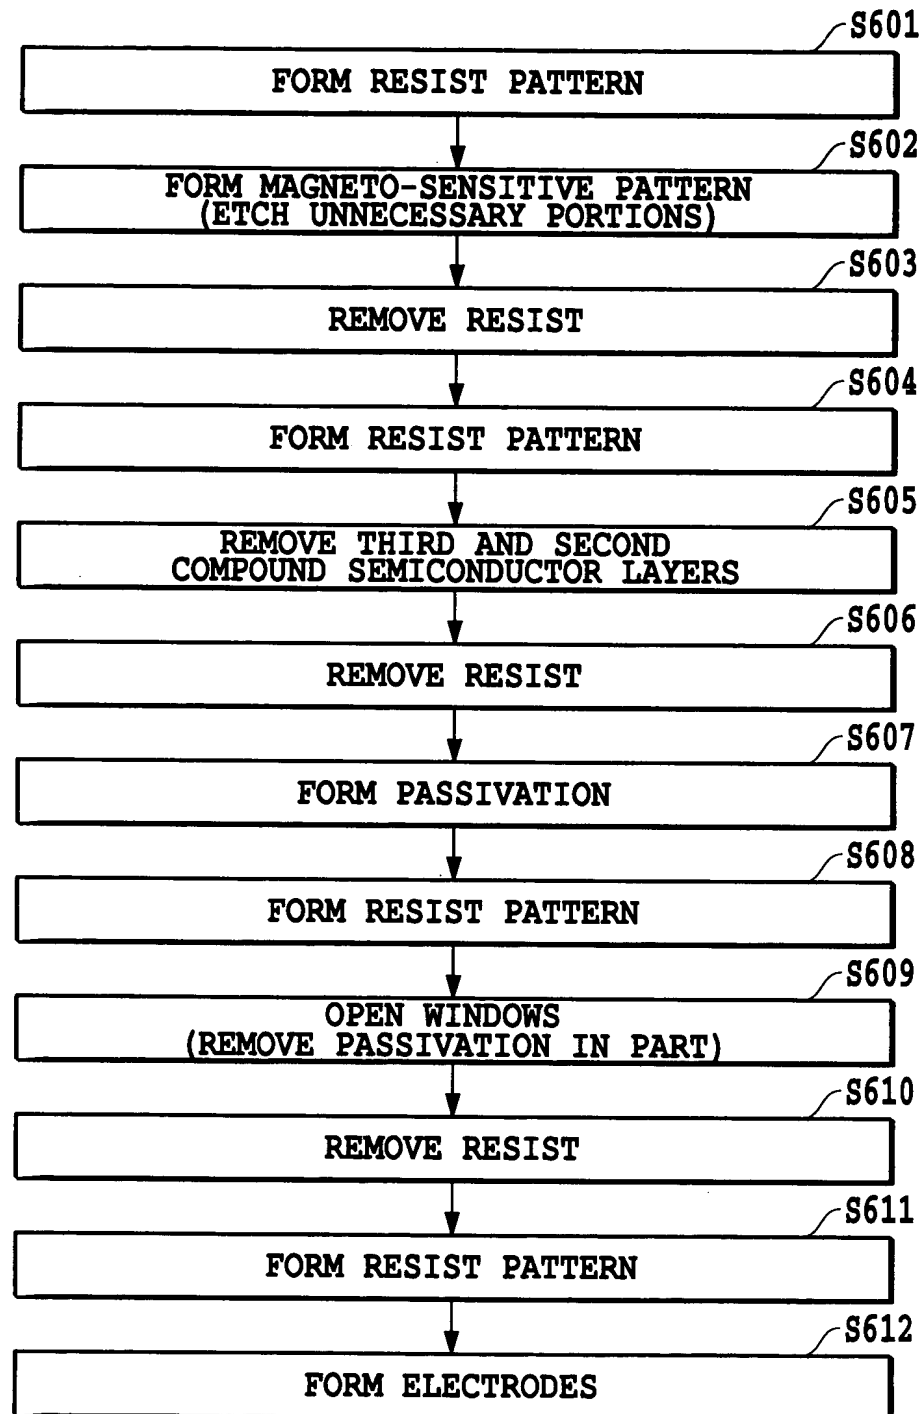 S601
FORM RESIST PATTERN
S602
FORM MAGNETO-SENSITIVE PATTERN
(ETCH UNNECESSARY PORTIONS)
S603
REMOVE RESIST
S604
FORM RESIST PATTERN
S605
REMOVE THIRD AND SECOND
COMPOUND SEMICONDUCTOR LAYERS
S606
REMOVE RESIST
S607
FORM PASSIVATION
S608
FORM RESIST PATTERN
S609
OPEN WINDOWS
(REMOVE PASSIVATION IN PART)
S610
REMOVE RESIST
S611
FORM RESIST PATTERN
S612
FORM ELECTRODES